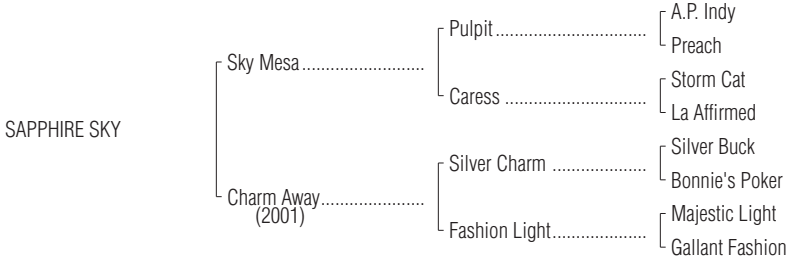 A.P. Indy
Pulpit..............................
Preach
Sky Mesa........................
Storm Cat
Caress ............................
La Affirmed
SAPPHIRE SKY
Silver Buck
Silver Charm ..................
Bonnie's Poker
Charm Away....................
(2001)
Majestic Light
Fashion Light..................
Gallant Fashion